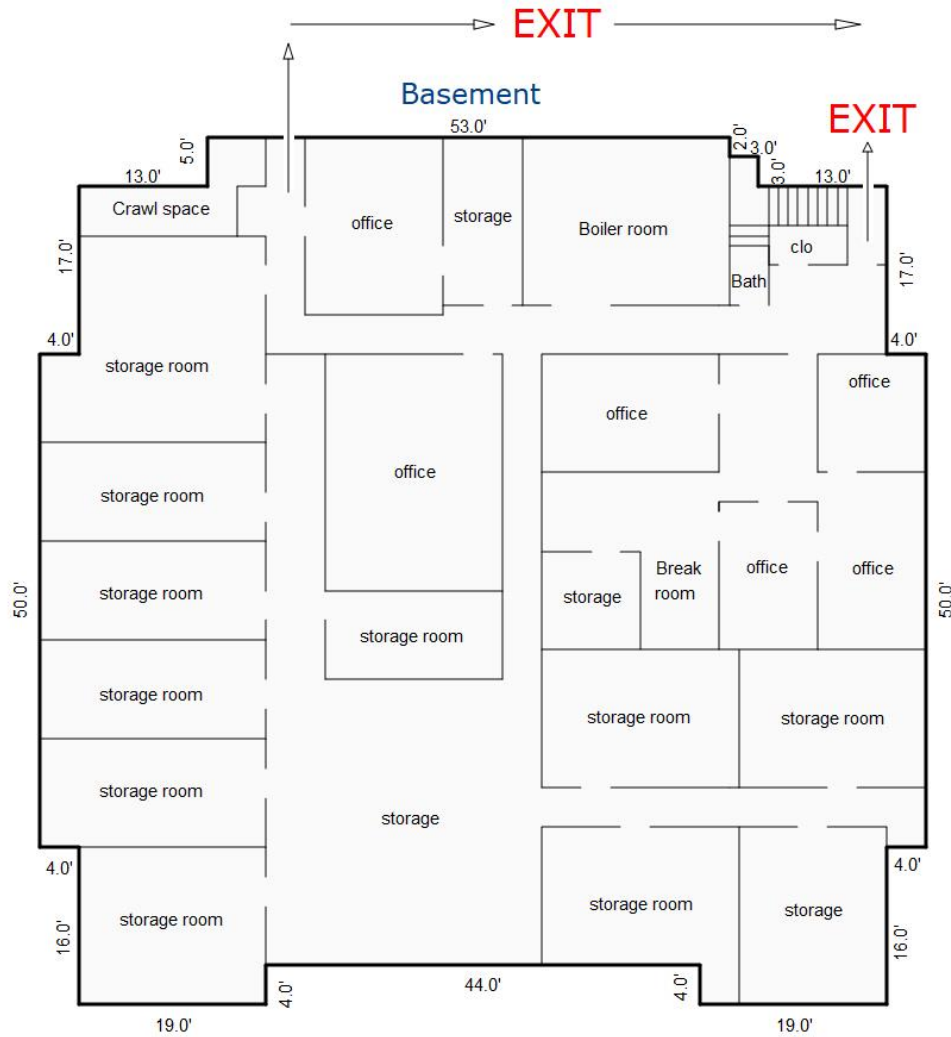 EXIT
Basement
EXIT
53.0'
2.0'
3.0'
5.0'
13.0'
3.0'
13.0'
Crawl space
office
storage
Boiler room
clo
17.0'
17.0'
Bath
4.0'
4.0'
storage room
office
office
office
storage room
Break
room
office
office
storage room
storage
50.0'
50.0'
storage room
storage room
storage room
storage room
storage room
storage
4.0'
4.0'
storage room
storage room
storage
16.0'
16.0'
4.0'
44.0'
4.0'
19.0'
19.0'